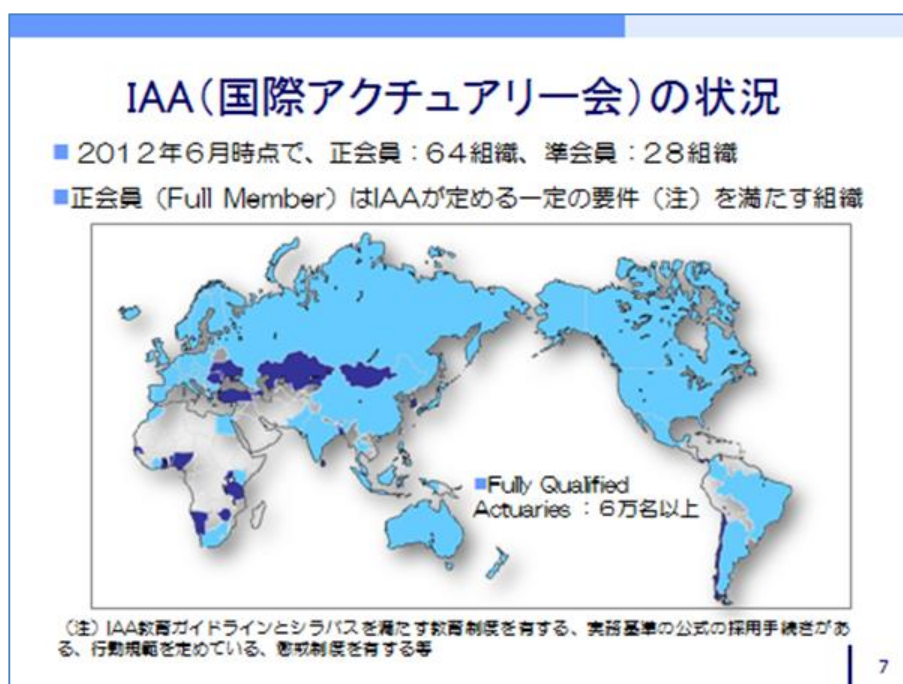 IAA（国際アクチュアリー会）の状況
■２０１２年６月時点で、正会員：６４組織、準会員：２８組織
■正会員（Full Member）はIAAが定める一定の要件（注）を満たす組織
■Fully Qualified
Actuaries：６万名以上
（注）IAA教育ガイドラインとシラバスを満たす教育制度を有する、実務基準の公式の採用手続きがあ
る、行動規範を定めている、懲戒制度を有する等
7